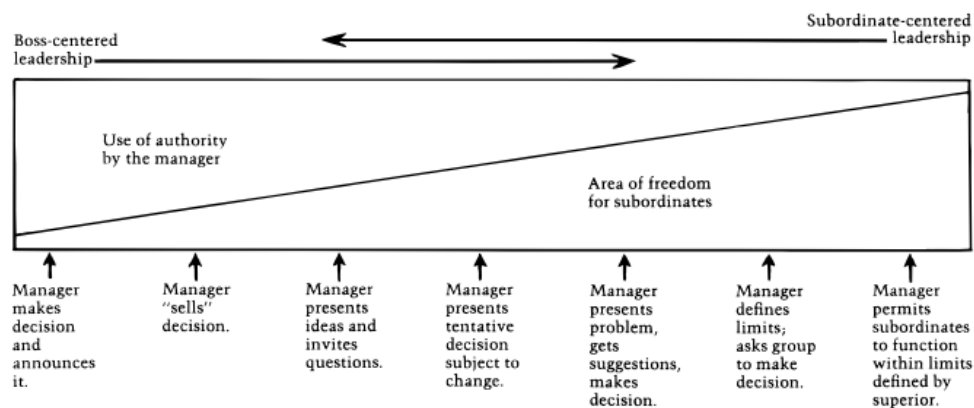 Boss-centered
leadership
Subordinate-centered
leadership
Use of authority
by the manager
Area of freedom
for subordinates
Manager
makes
decision
and
announces
it.
Manager
"sells"
decision.
Manager
presents
ideas and
invites
questions.
Manager
presents
tentative
decision
subject to
change.
Manager
presents
problem,
gets
suggestions,
makes
decision.
Manager
defines
limits;
asks group
to make
decision.
Manager
permits
subordinates
to function
within limits
defined by
superior.